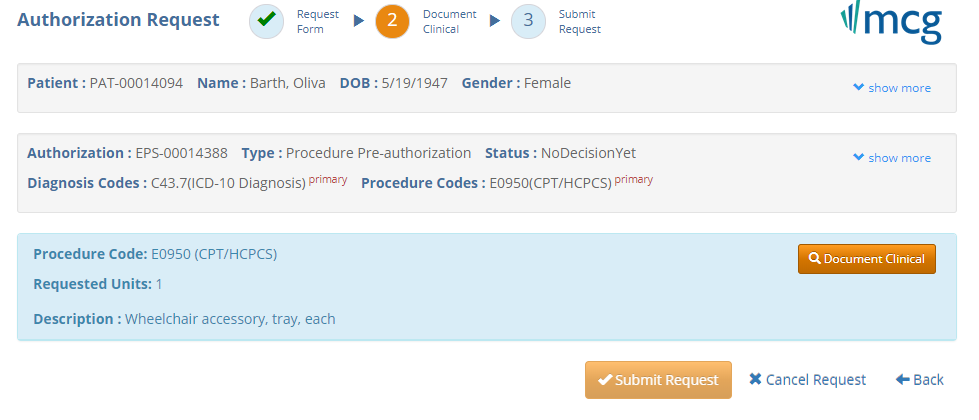 Authorization Request
Request Form
2
Document Clinical
3
Submit Request
mcg
Patient : PAT-00014094 Name : Barth, Oliva DOB : 5/19/1947 Gender : Female
show more
Authorization : EPS-00014388 Type : Procedure Pre-authorization Status : NoDecisionYet
show more
Diagnosis Codes : C43.7(ICD-10 Diagnosis) primary Procedure Codes : E0950(CPT/HCPCS) primary
Procedure Code: E0950 (CPT/HCPCS)
Document Clinical
Requested Units: 1
Description : Wheelchair accessory, tray, each
Submit Request Cancel Request Back